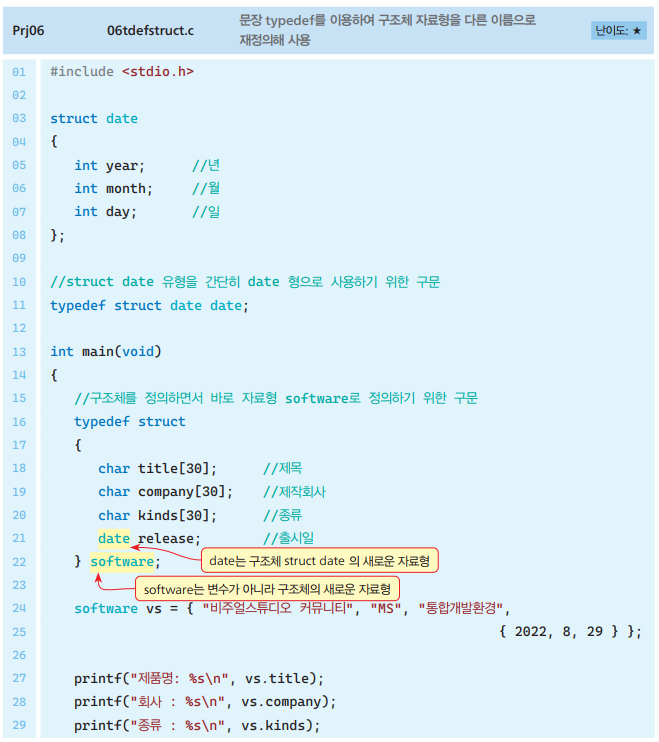 Prj06 06tdefstruct.c 문장 typedef를 이용하여 구조체 자료형을 다른 이름으로 재정의해 사용 난이도: ★
01 #include <stdio.h>
02
03 struct date
04 {
05 int year; //년
06 int month; //월
07 int day; //일
08 };
09
10 //struct date 유형을 간단히 date 형으로 사용하기 위한 구문
11 typedef struct date date;
12
13 int main(void)
14 {
15 //구조체를 정의하면서 바로 자료형 software로 정의하기 위한 구문
16 typedef struct
17 {
18 char title[30]; //제목
19 char company[30]; //제작회사
20 char kinds[30]; //종류
21 date release; //출시일
date는 구조체 struct date 의 새로운 자료형
22 } software;
23
software는 변수가 아니라 구조체의 새로운 자료형
24 software vs = { "비주얼스튜디오 커뮤니티", "MS", "통합개발환경",
25 { 2022, 8, 29 } };
26
27 printf("제품명: %s\n", vs.title);
28 printf("회사 : %s\n", vs.company);
29 printf("종류 : %s\n", vs.kinds);